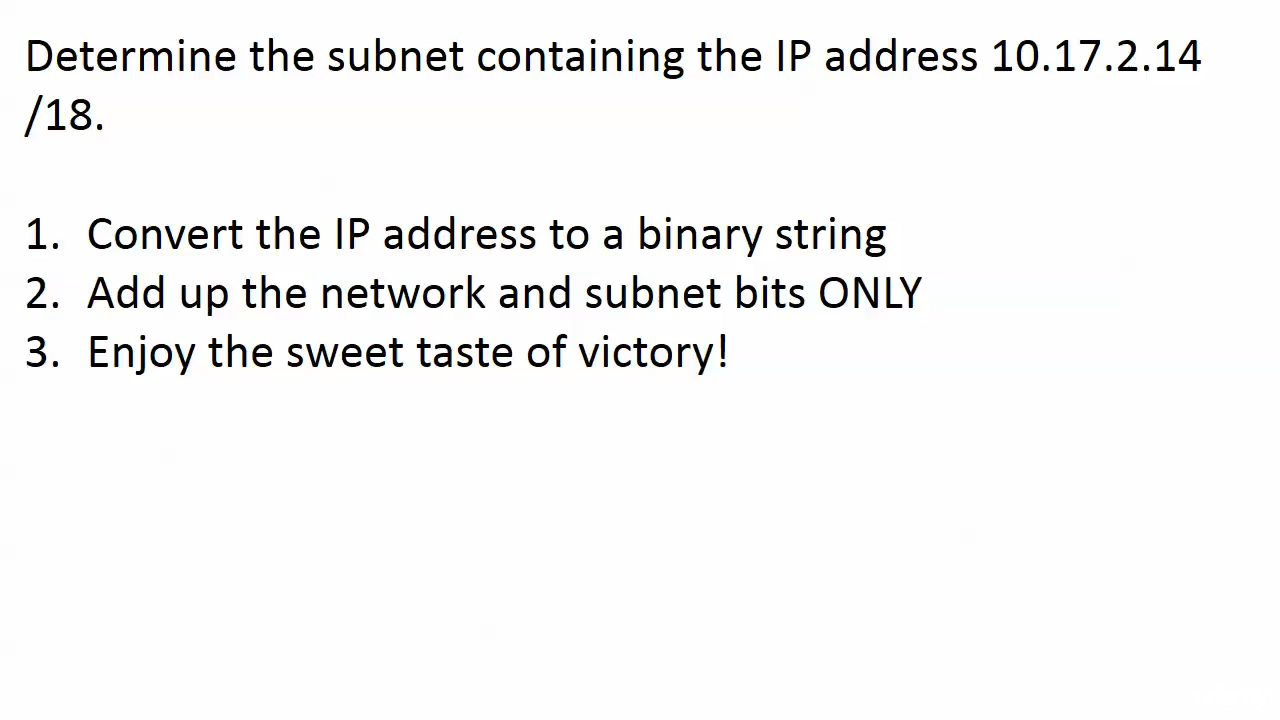 Determine the subnet containing the IP address 10.17.2.14
/18.
1. Convert the IP address to a binary string
2. Add up the network and subnet bits ONLY
3. Enjoy the sweet taste of victory!